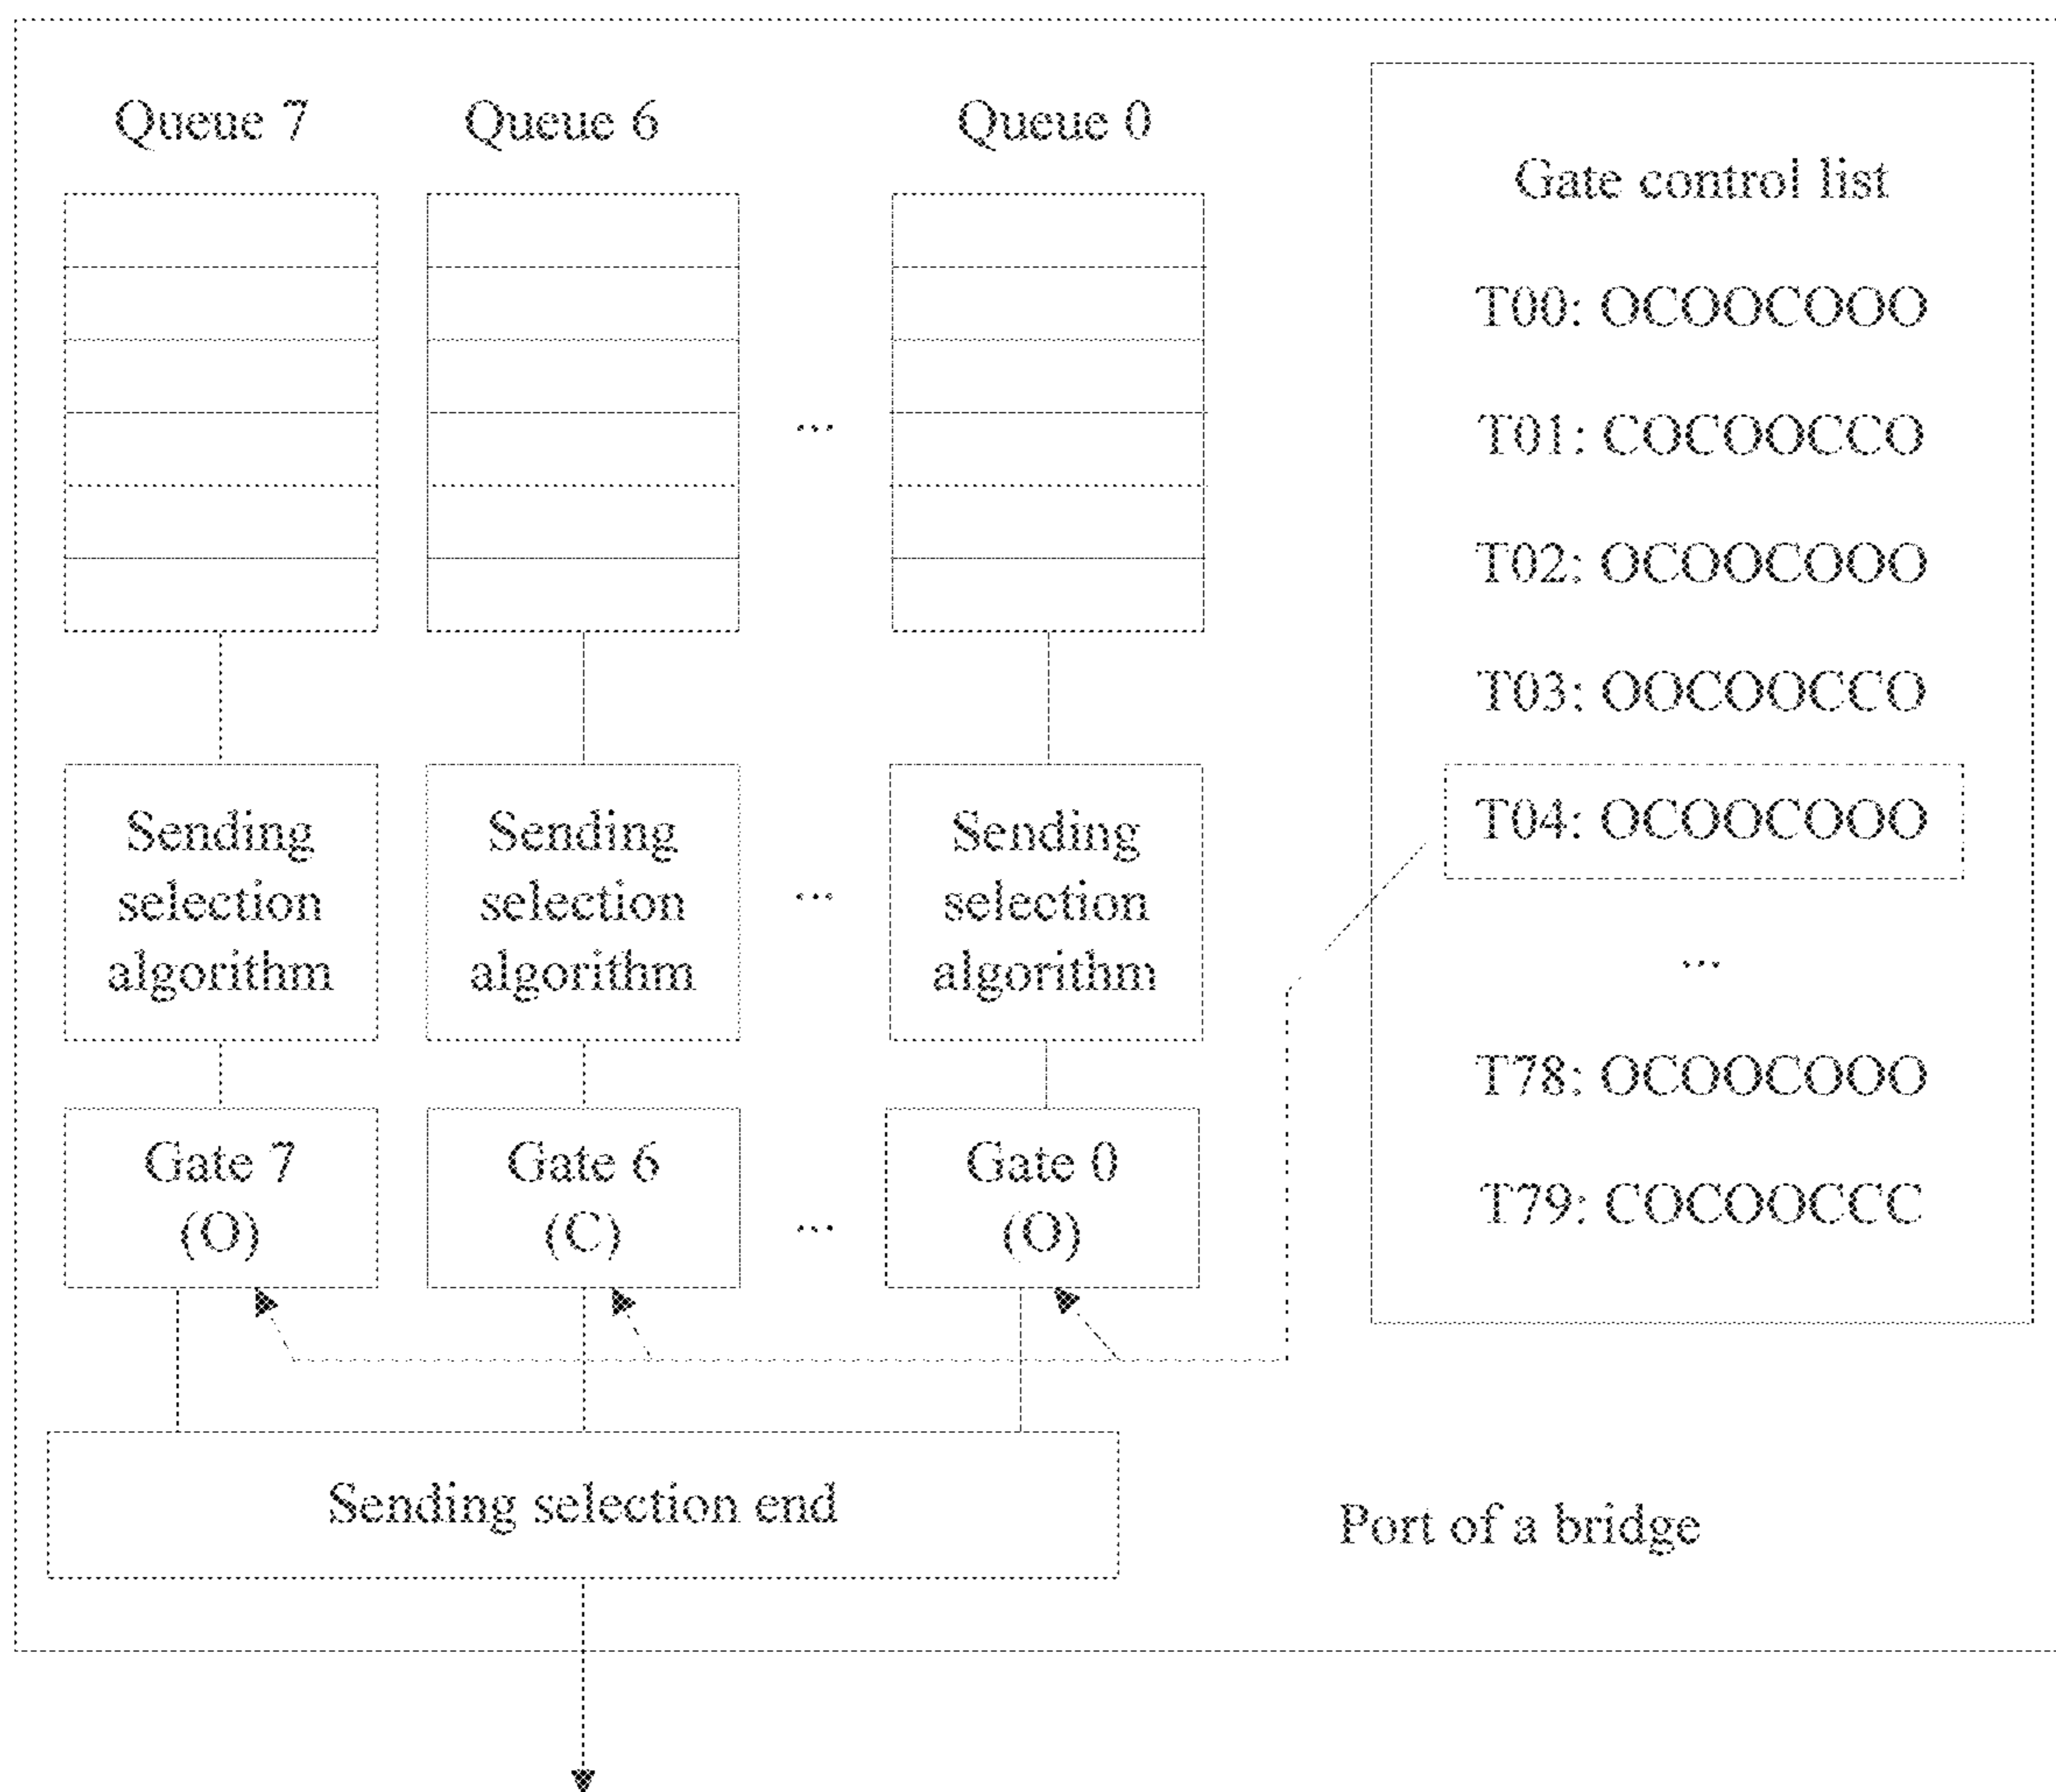 Queue 7
Queue 6
Queue 0
...
Sending
selection
algorithm
Sending
selection
algorithm
...
Sending
selection
algorithm
Gate 7
(O)
Gate 6
(C)
...
Gate 0
(O)
Sending selection end
Gate control list
T00: OCOOCOOO
T01: COCOOCCO
T02: OCOOCOOO
T03: OOCOOCCO
T04: OCOOCOOO
...
T78: OCOOCOOO
T79: COCOOCCC
Port of a bridge